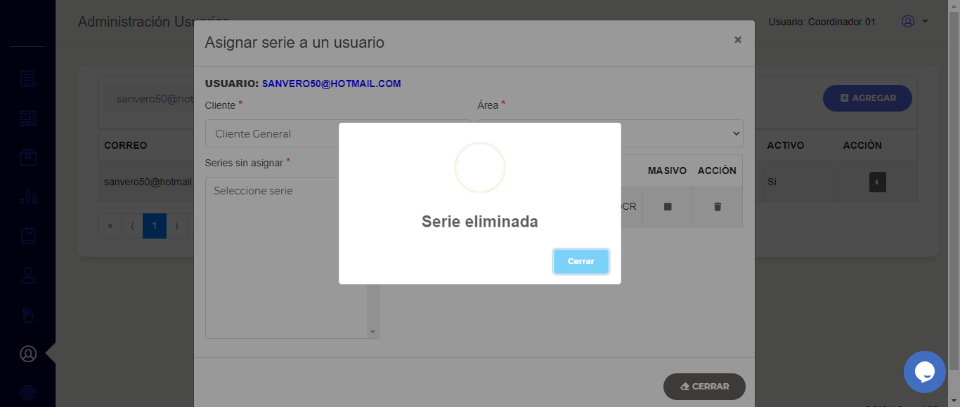 Administración
Usuario: Coordinador 01
Asignar serie a un usuario
×
USUARIO: SANVERO50@HOTMAIL.COM
Cliente *
Área *
sanvero50@hot
AGREGAR
Cliente General
CORREO
ACTIVO
ACCIÓN
Series sin asignar *
MASIVO
ACCIÓN
sanvero50@hotmail.
Seleccione serie
OCR
Si
« ⟨ 1 ⟩
Serie eliminada
Cerrar
CERRAR